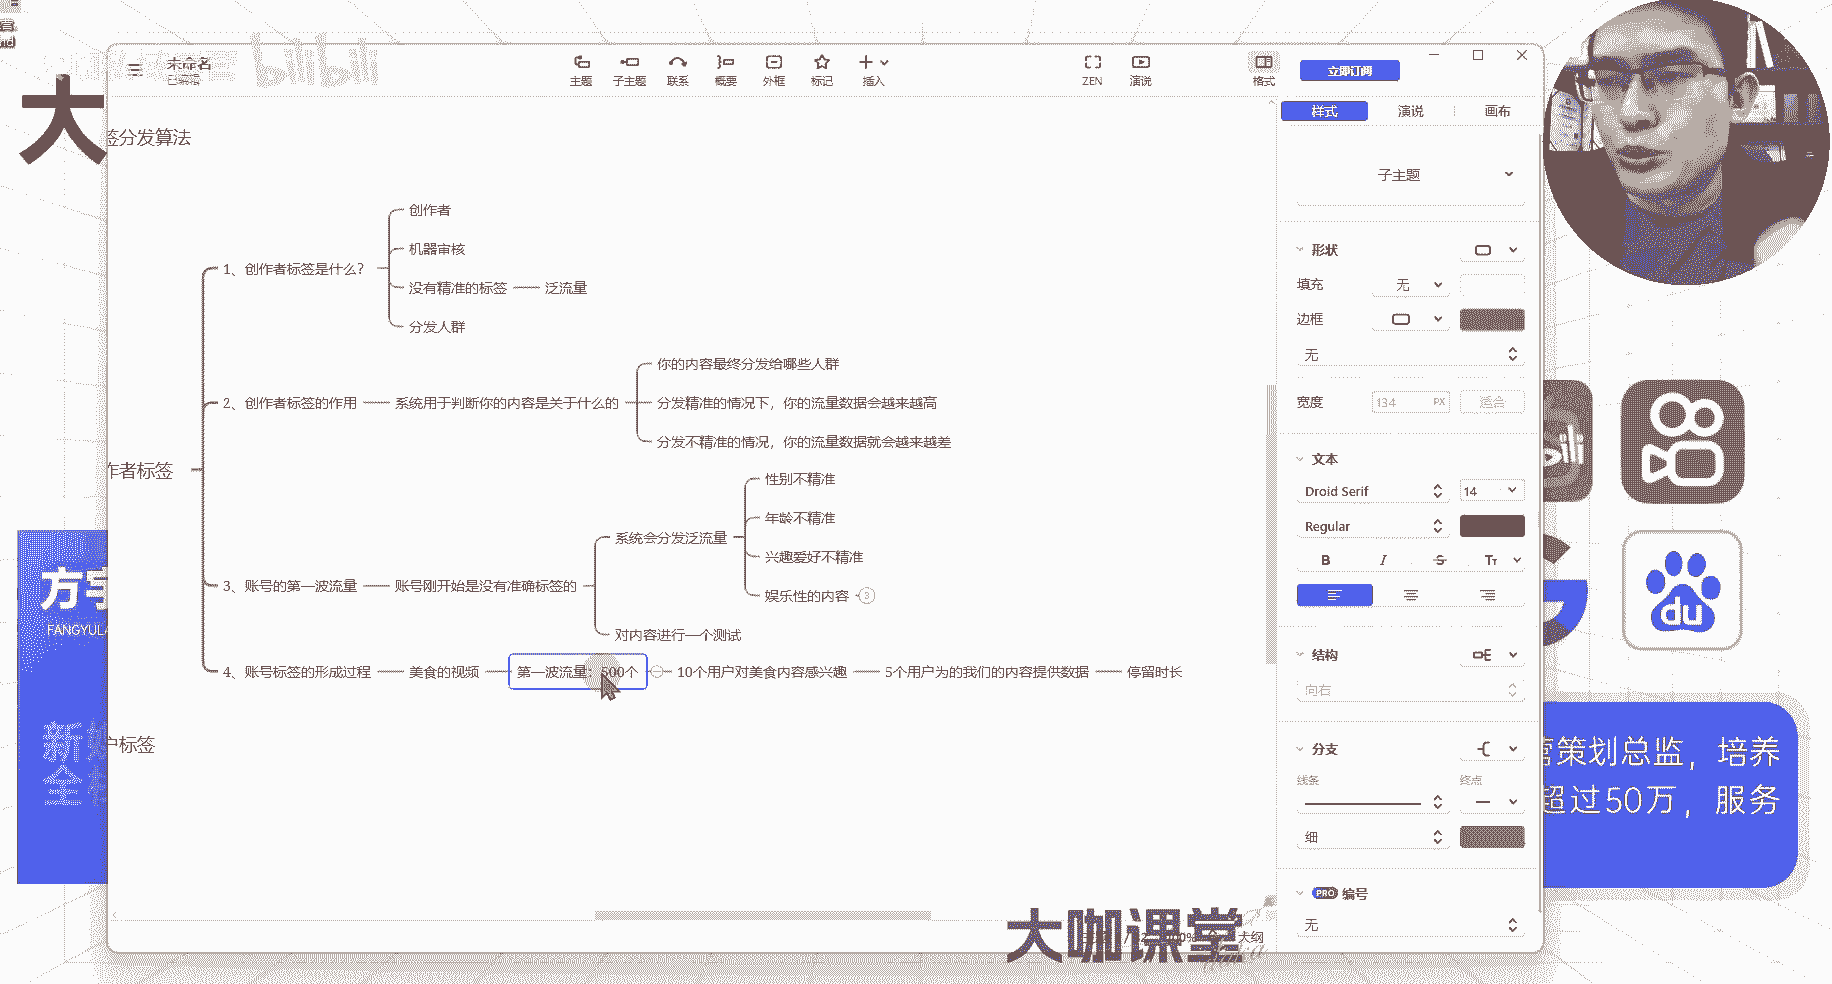 未命名
已编辑
bilibili
主题
子主题
联系
概要
外框
标记
插入
ZEN
演说
格式
立即订阅
样式
演说
画布
大
签分发算法
子主题
创作者
机器审核
1、创作者标签是什么?
没有精准的标签
泛流量
分发人群
形状
填充
无
边框
无
你的内容最终分发给哪些人群
2、创作者标签的作用
系统用于判断你的内容是关于什么的
分发精准的情况下，你的流量数据会越来越高
分发不精准的情况，你的流量数据就会越来越差
宽度
134
PX
适合
作者标签
文本
Droid Serif
14
Regular
B
I
S
Tт
性别不精准
系统会分发泛流量
年龄不精准
兴趣爱好不精准
3、账号的第一波流量
账号刚开始是没有准确标签的
娱乐性的内容
3
对内容进行一个测试
4、账号标签的形成过程
美食的视频
第一波流量：500个
10个用户对美食内容感兴趣
5个用户为的我们的内容提供数据
停留时长
结构
向右
户标签
分支
线条
终点
细
PRO
编号
无
方宇
FANGYULA
新
全
du
营策划总监，培养
超过50万，服务
大咖课堂
大纲